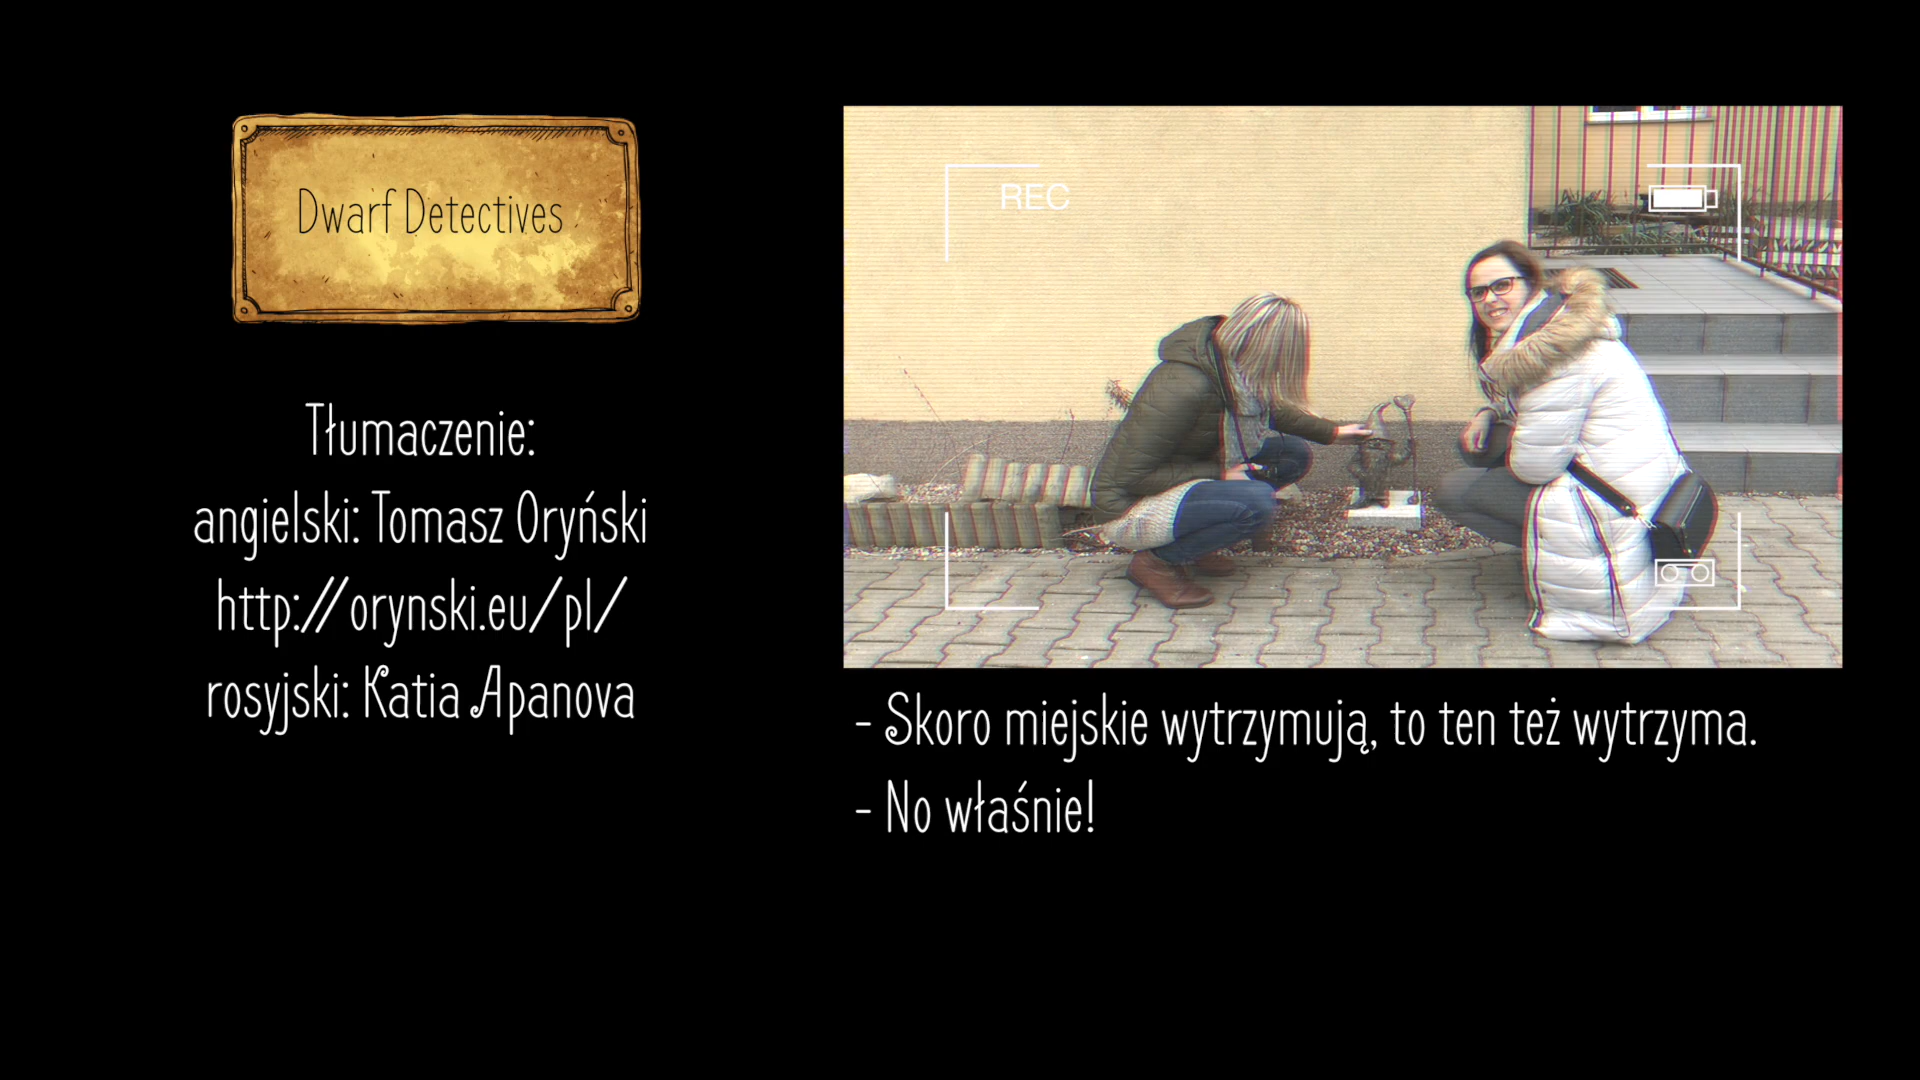 Dwarf Detectives
Tłumaczenie:
angielski: Tomasz Oryński
http://orynski.eu/pl/
rosyjski: Katia Apanova
REC
- Skoro miejskie wytrzymują, to ten też wytrzyma.
- No właśnie!